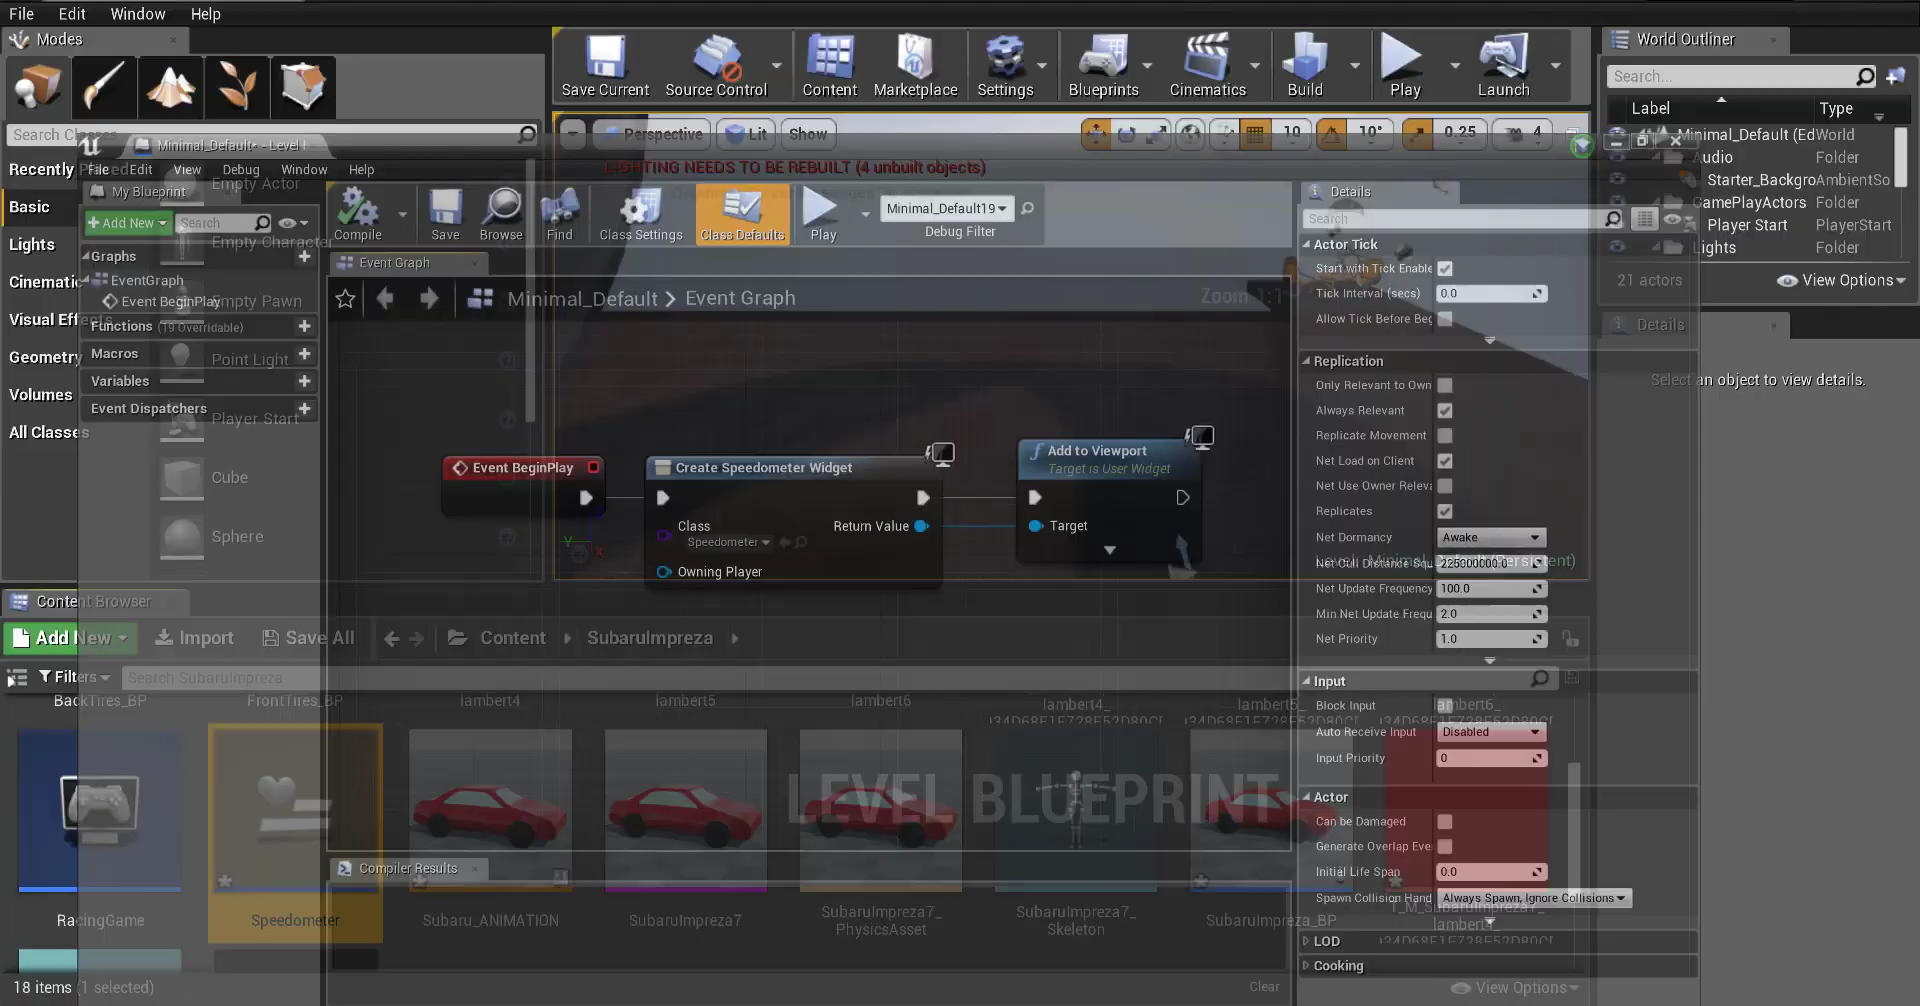 File Edit Window Help
Modes
World Outliner
Save Current Source Control Content Marketplace Settings Blueprints Cinematics Build Play Launch
Search...
Label Type
Perspective Lit Show 10 10° 0.25 4
Minimal_Default (Ed World
LIGHTING NEEDS TO BE REBUILT (4 unbuilt objects)
Audio Folder
Starter_Backgro AmbientSo
GamePlayActors Folder
Player Start PlayerStart
Lights Folder
21 actors View Options
Details
Select an object to view details.
Search Classes
Recently Placed
Basic
Lights
Cinematic
Visual Effects
Geometry
Volumes
All Classes
Empty Actor
Empty Character
Empty Pawn
Point Light
Player Start
Cube
Sphere
Minimal_Default* - Level
File Edit View Debug Window Help
My Blueprint
Add New Search
Graphs
EventGraph
Event BeginPlay
Functions (19 Overridable)
Macros
Variables
Event Dispatchers
Compile Save Browse Find Class Settings Class Defaults Play
Minimal_Default19
Debug Filter
Event Graph
Minimal_Default > Event Graph
Zoom 1:1
Event BeginPlay
Create Speedometer Widget
Class Return Value
Speedometer
Owning Player
Add to Viewport
Target is User Widget
Target
Y X
Level: Minimal_Default (Persistent)
LEVEL BLUEPRINT
Compiler Results
Clear
Details
Search
Actor Tick
Start with Tick Enable
Tick Interval (secs) 0.0
Allow Tick Before Beg
Replication
Only Relevant to Own
Always Relevant
Replicate Movement
Net Load on Client
Net Use Owner Releva
Replicates
Net Dormancy Awake
Net Cull Distance Squ 225000000.0
Net Update Frequency 100.0
Min Net Update Frequ 2.0
Net Priority 1.0
Input
Block Input
Auto Receive Input Disabled
Input Priority 0
Actor
Can be Damaged
Generate Overlap Eve
Initial Life Span 0.0
Spawn Collision Hand Always Spawn, Ignore Collisions
LOD
Cooking
Content Browser
Add New Import Save All Content SubaruImpreza
Filters Search SubaruImpreza
BackTires_BP FrontTires_BP lambert4 lambert5 lambert6 lambert4_ lambert5_ lambert6_
RacingGame Speedometer Subaru_ANIMATION SubaruImpreza7 SubaruImpreza7_ SubaruImpreza7_ SubaruImpreza_BP T_M_SubaruImpreza7_
PhysicsAsset Skeleton lambert4_
18 items (1 selected)
View Options